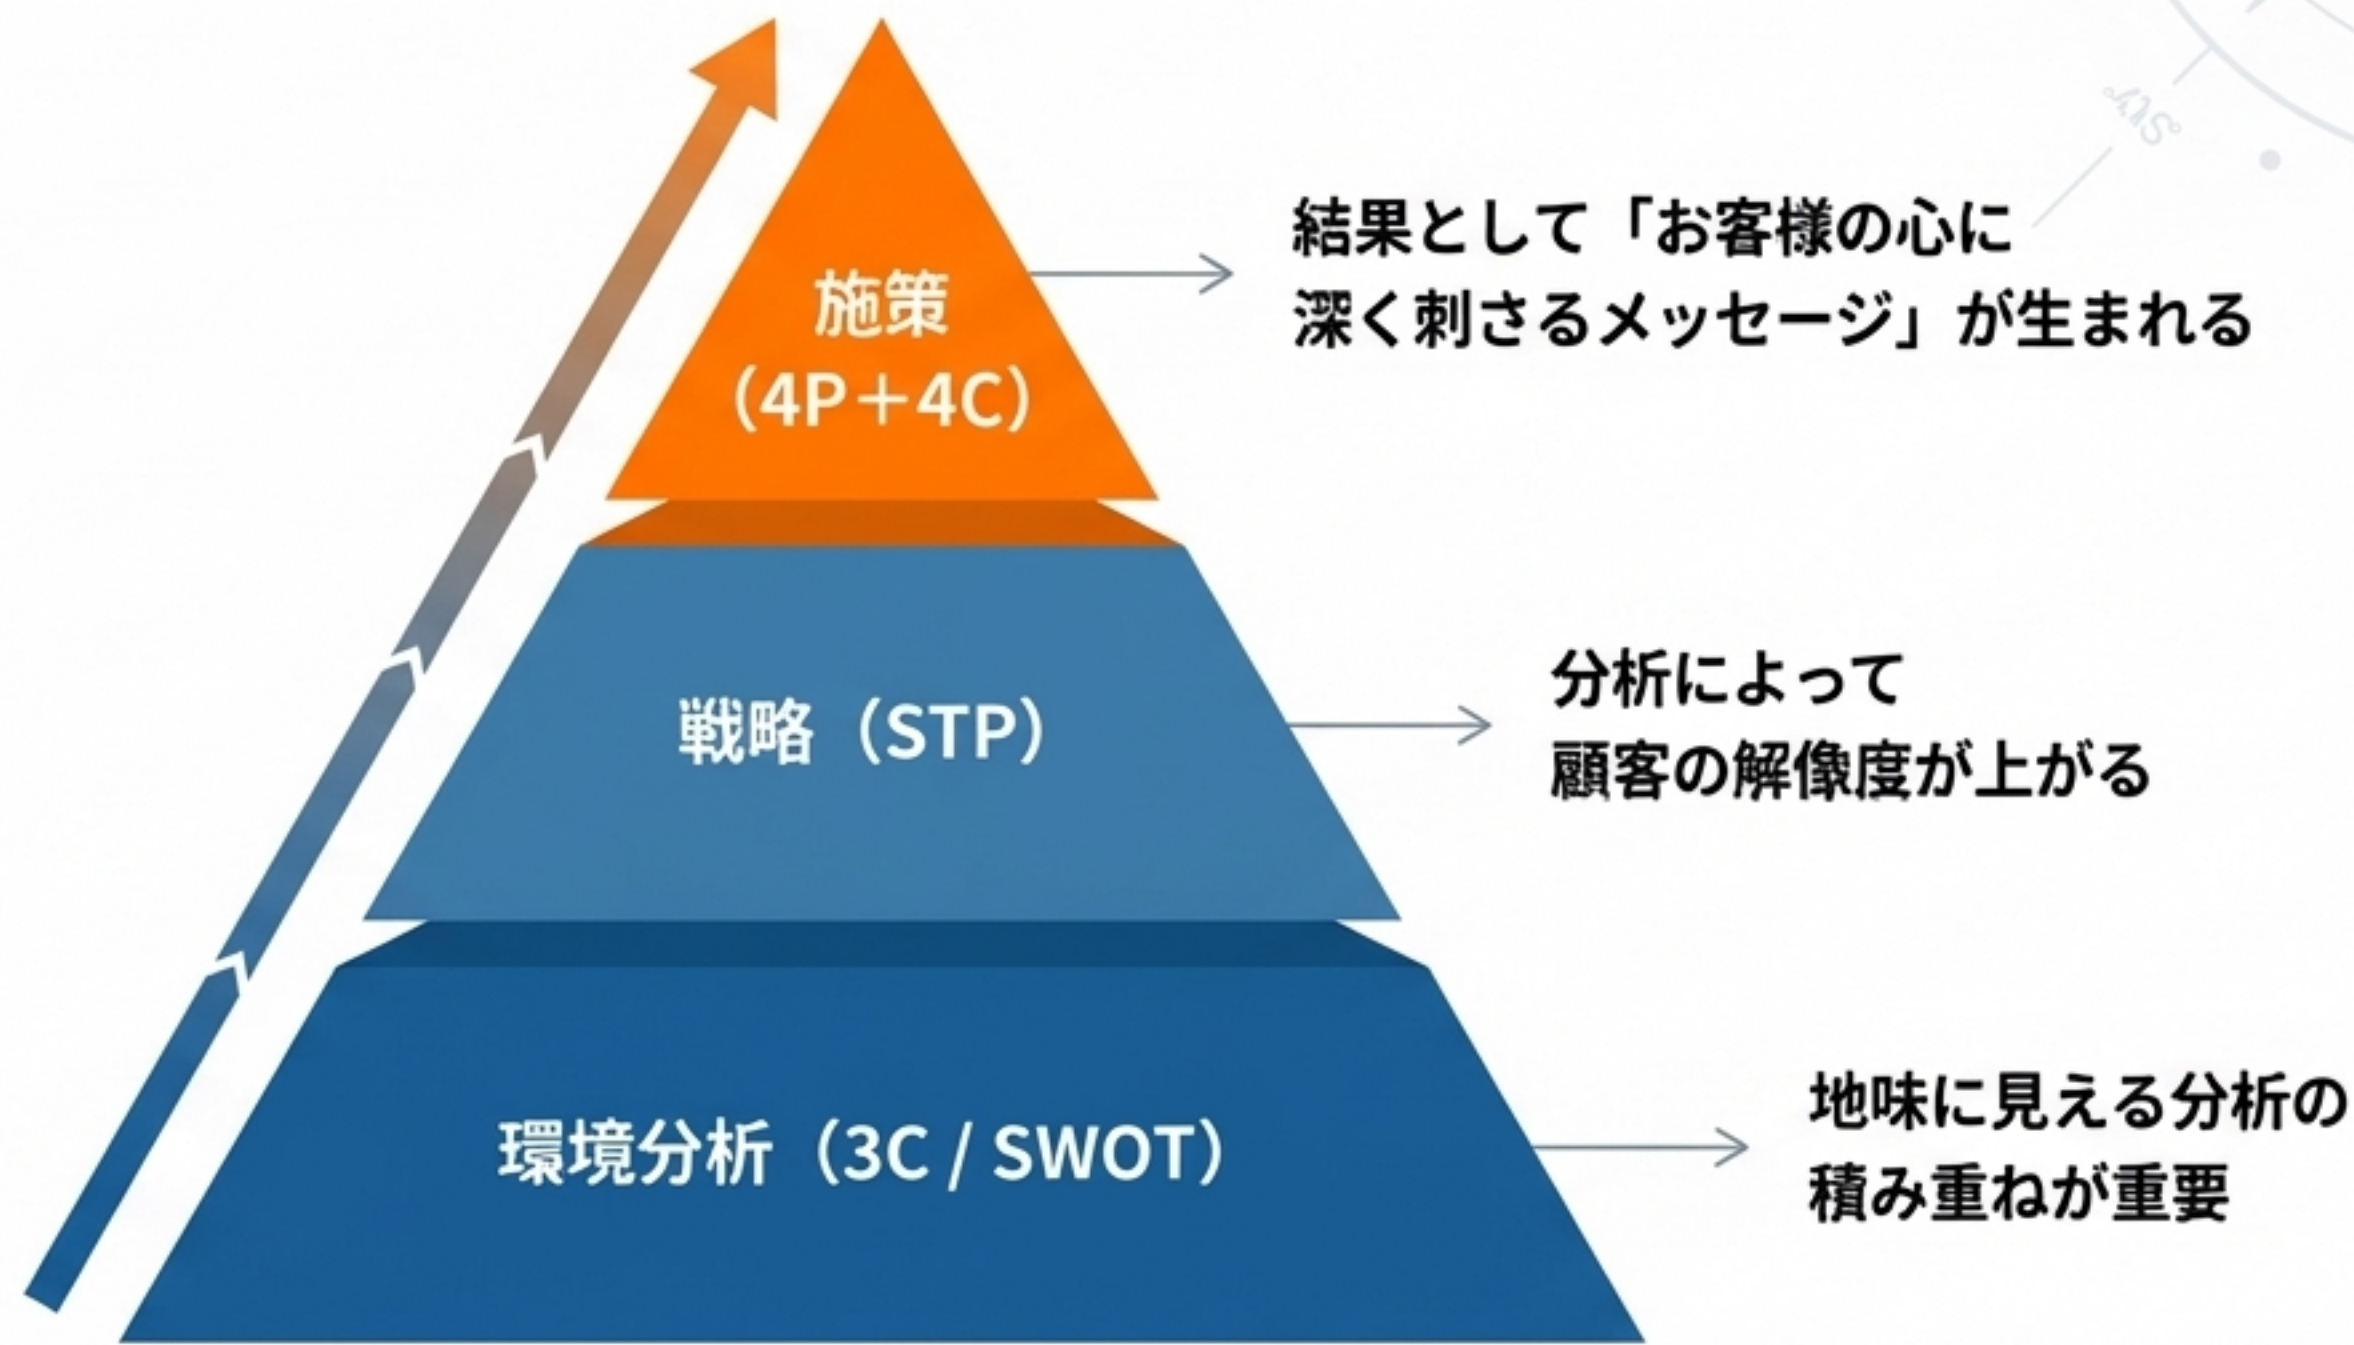 施策
（4P＋4C）
結果として「お客様の心に
深く刺さるメッセージ」が生まれる
戦略（STP）
分析によって
顧客の解像度が上がる
環境分析（3C / SWOT）
地味に見える分析の
積み重ねが重要